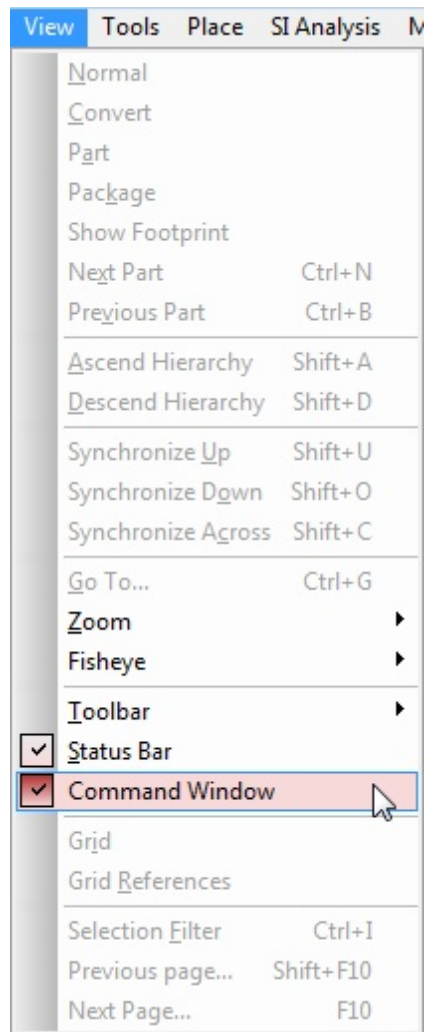 View Tools Place SI Analysis M
Normal
Convert
Part
Package
Show Footprint
Next Part Ctrl+N
Previous Part Ctrl+B
Ascend Hierarchy Shift+A
Descend Hierarchy Shift+D
Synchronize Up Shift+U
Synchronize Down Shift+O
Synchronize Across Shift+C
Go To... Ctrl+G
Zoom
Fisheye
Toolbar
Status Bar
Command Window
Grid
Grid References
Selection Filter Ctrl+I
Previous page... Shift+F10
Next Page... F10